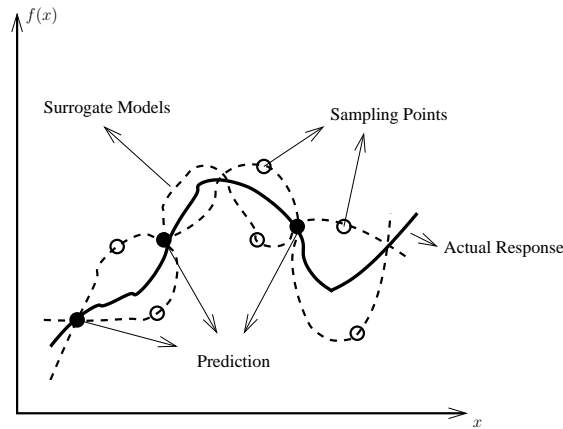 f(x)
Surrogate Models
Sampling Points
Actual Response
Prediction
x